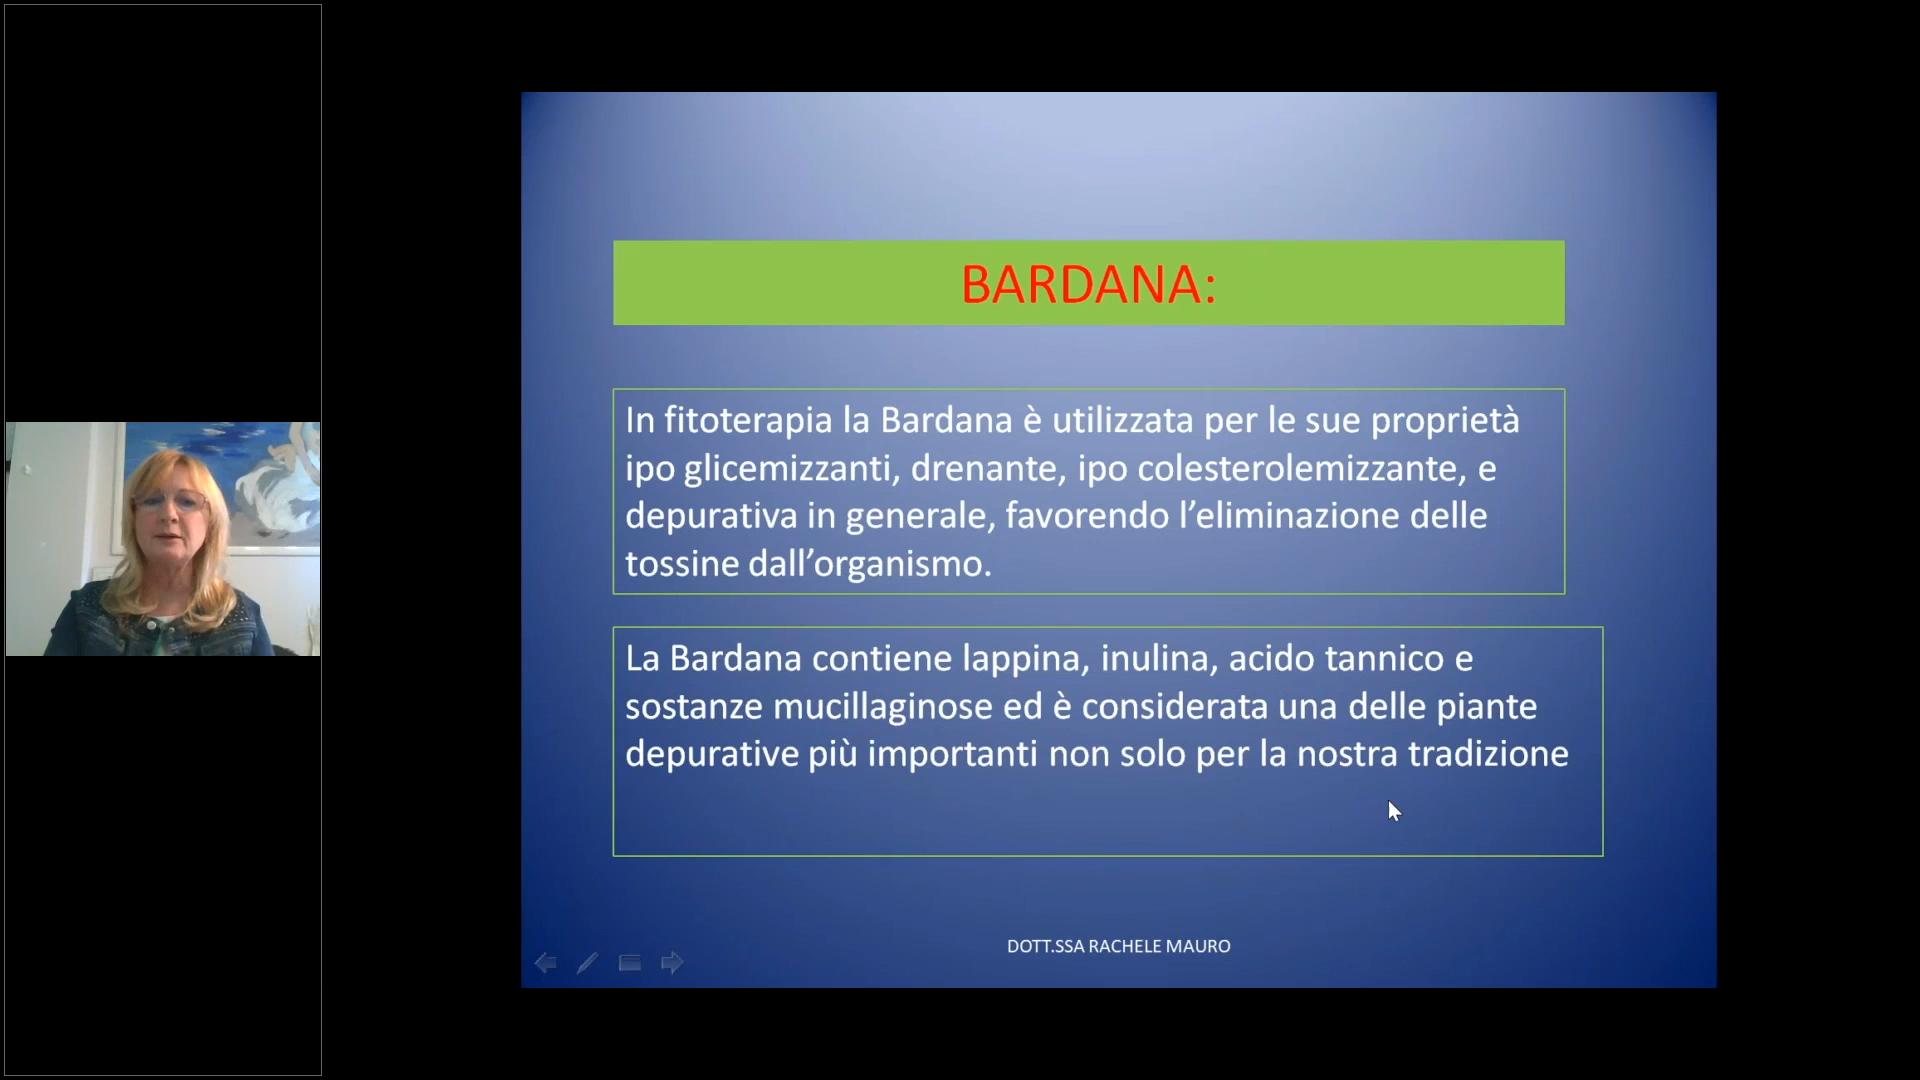 BARDANA:
In fitoterapia la Bardana è utilizzata per le sue proprietà
ipo glicemizzanti, drenante, ipo colesterolemizzante, e
depurativa in generale, favorendo l’eliminazione delle
tossine dall’organismo.
La Bardana contiene lappina, inulina, acido tannico e
sostanze mucillaginose ed è considerata una delle piante
depurative più importanti non solo per la nostra tradizione
DOTT.SSA RACHELE MAURO